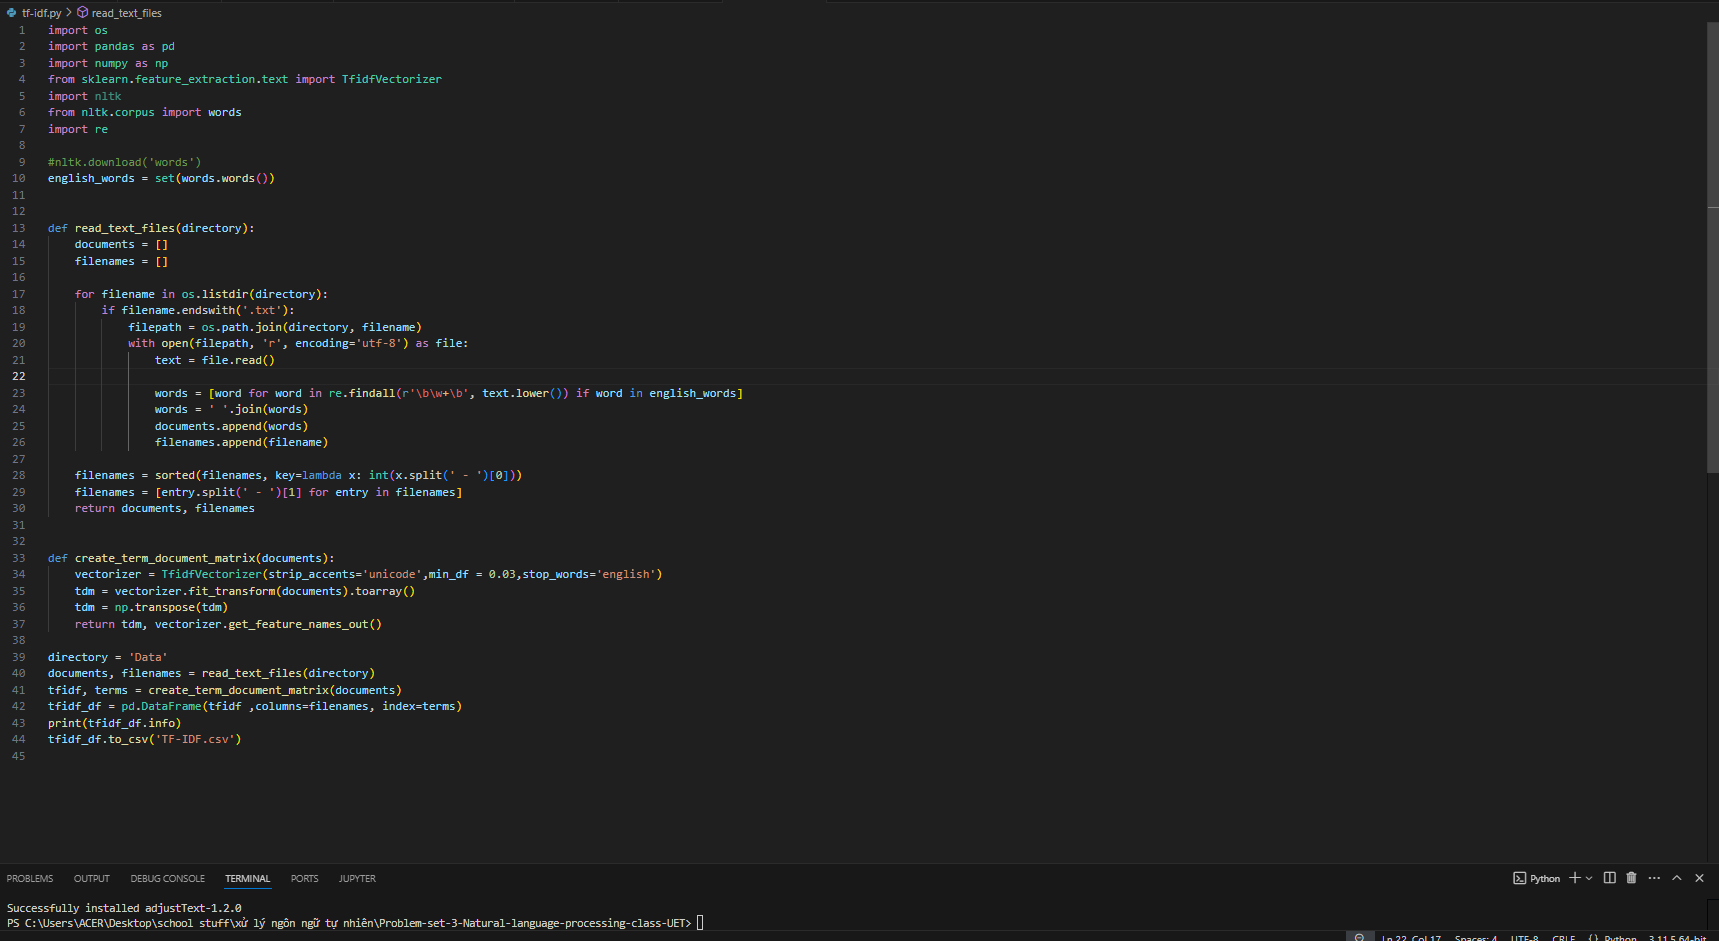 tf-idf.py > read_text_files
1 import os
2 import pandas as pd
3 import numpy as np
4 from sklearn.feature_extraction.text import TfidfVectorizer
5 import nltk
6 from nltk.corpus import words
7 import re
8
9 #nltk.download('words')
10 english_words = set(words.words())
11
12
13 def read_text_files(directory):
14     documents = []
15     filenames = []
16
17     for filename in os.listdir(directory):
18         if filename.endswith('.txt'):
19             filepath = os.path.join(directory, filename)
20             with open(filepath, 'r', encoding='utf-8') as file:
21                 text = file.read()
22
23                 words = [word for word in re.findall(r'\b\w+\b', text.lower()) if word in english_words]
24                 words = ' '.join(words)
25                 documents.append(words)
26                 filenames.append(filename)
27
28     filenames = sorted(filenames, key=lambda x: int(x.split(' - ')[0]))
29     filenames = [entry.split(' - ')[1] for entry in filenames]
30     return documents, filenames
31
32
33 def create_term_document_matrix(documents):
34     vectorizer = TfidfVectorizer(strip_accents='unicode',min_df = 0.03,stop_words='english')
35     tdm = vectorizer.fit_transform(documents).toarray()
36     tdm = np.transpose(tdm)
37     return tdm, vectorizer.get_feature_names_out()
38
39 directory = 'Data'
40 documents, filenames = read_text_files(directory)
41 tfidf, terms = create_term_document_matrix(documents)
42 tfidf_df = pd.DataFrame(tfidf ,columns=filenames, index=terms)
43 print(tfidf_df.info)
44 tfidf_df.to_csv('TF-IDF.csv')
45
PROBLEMS OUTPUT DEBUG CONSOLE TERMINAL PORTS JUPYTER Python
Successfully installed adjustText-1.2.0
PS C:\Users\ACER\Desktop\school stuff\xử lý ngôn ngữ tự nhiên\Problem-set-3-Natural-language-processing-class-UET>
Ln 22, Col 17 Spaces: 4 UTF-8 CRLF {} Python 3.11.5 64-bit